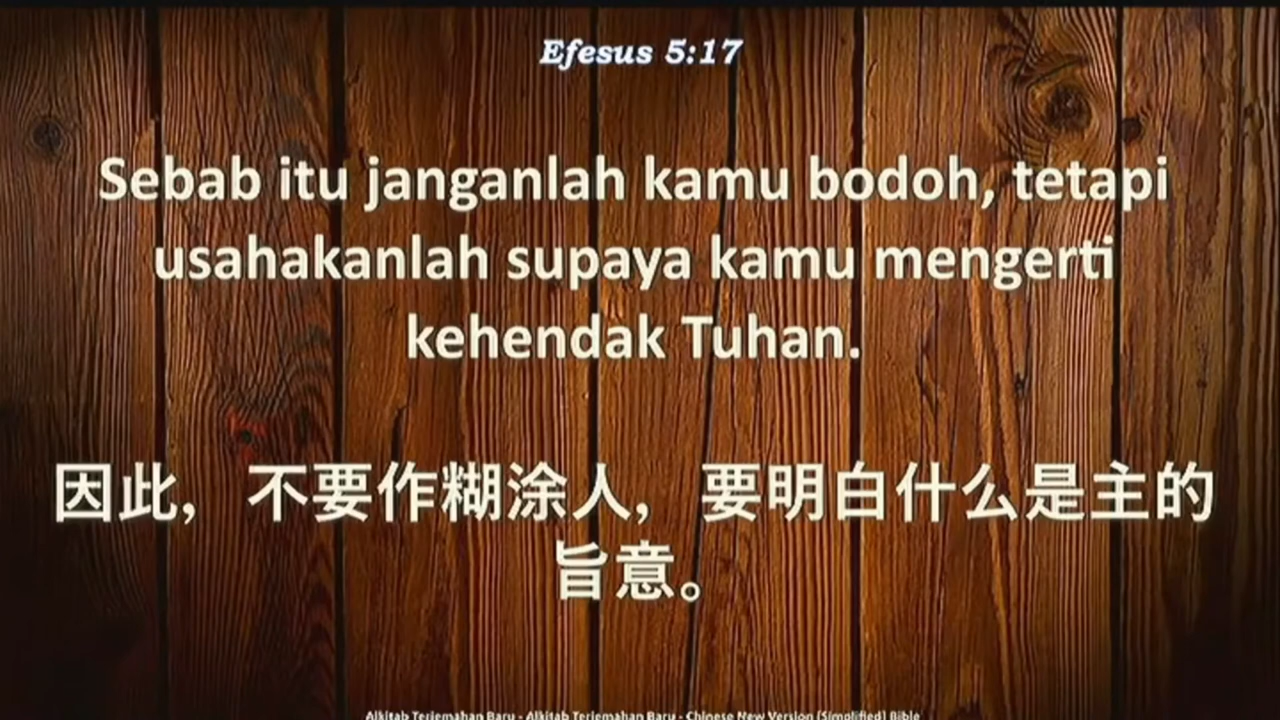 Efesus 5:17
Sebab itu janganlah kamu bodoh, tetapi
usahakanlah supaya kamu mengerti
kehendak Tuhan.
因此，不要作糊涂人，要明白什么是主的
旨意。
Alkitab Terjemahan Baru - Alkitab Terjemahan Baru - Chinese New Version (Simplified) Bible